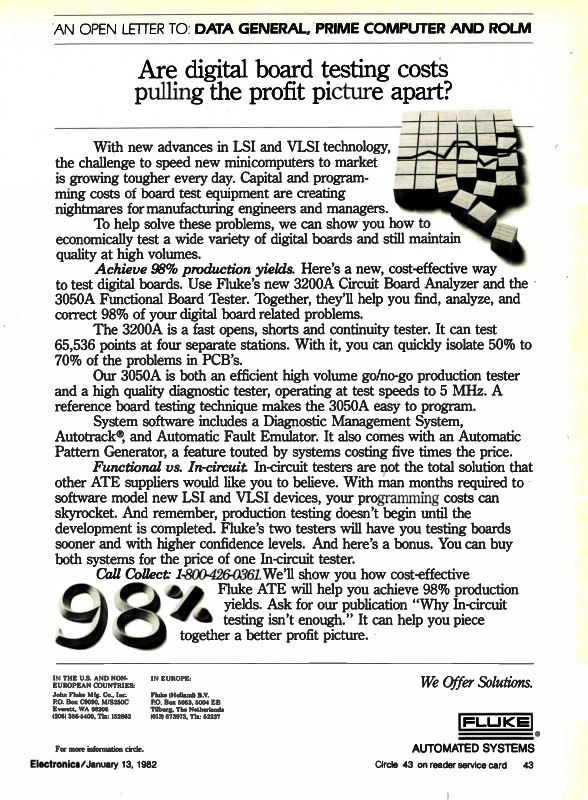 AN OPEN LETTER TO: DATA GENERAL, PRIME COMPUTER AND ROLM
Are digital board testing costs
pulling the profit picture apart?
With new advances in LSI and VLSI technology,
the challenge to speed new minicomputers to market
is growing tougher every day. Capital and program-
ming costs of board test equipment are creating
nightmares for manufacturing engineers and managers.
To help solve these problems, we can show you how to
economically test a wide variety of digital boards and still maintain
quality at high volumes.
Achieve 98% production yields. Here's a new, cost-effective way
to test digital boards. Use Fluke's new 3200A Circuit Board Analyzer and the
3050A Functional Board Tester. Together, they'll help you find, analyze, and
correct 98% of your digital board related problems.
The 3200A is a fast opens, shorts and continuity tester. It can test
65,536 points at four separate stations. With it, you can quickly isolate 50% to
70% of the problems in PCB's.
Our 3050A is both an efficient high volume go/no-go production tester
and a high quality diagnostic tester, operating at test speeds to 5 MHz. A
reference board testing technique makes the 3050A easy to program.
System software includes a Diagnostic Management System,
Autotrack®, and Automatic Fault Emulator. It also comes with an Automatic
Pattern Generator, a feature touted by systems costing five times the price.
Functional vs. In-circuit. In-circuit testers are not the total solution that
other ATE suppliers would like you to believe. With man months required to
software model new LSI and VLSI devices, your programming costs can
skyrocket. And remember, production testing doesn't begin until the
development is completed. Fluke's two testers will have you testing boards
sooner and with higher confidence levels. And here's a bonus. You can buy
both systems for the price of one In-circuit tester.
Call Collect: 1-800-426-0361. We'll show you how cost-effective
Fluke ATE will help you achieve 98% production
yields. Ask for our publication "Why In-circuit
testing isn't enough." It can help you piece
together a better profit picture.
98%
IN THE U.S. AND NON-
EUROPEAN COUNTRIES:
John Fluke Mfg. Co., Inc.
P.O. Box C9090, M/S 250C
Everett, WA 98206
(206) 356-5400, Tlx: 152662
IN EUROPE:
Fluke (Holland) B.V.
P.O. Box 5053, 5004 EB
Tilburg, The Netherlands
(013) 673973, Tlx: 52237
We Offer Solutions.
FLUKE
®
AUTOMATED SYSTEMS
For more information circle.
Electronics/January 13, 1982
Circle 43 on reader service card 43